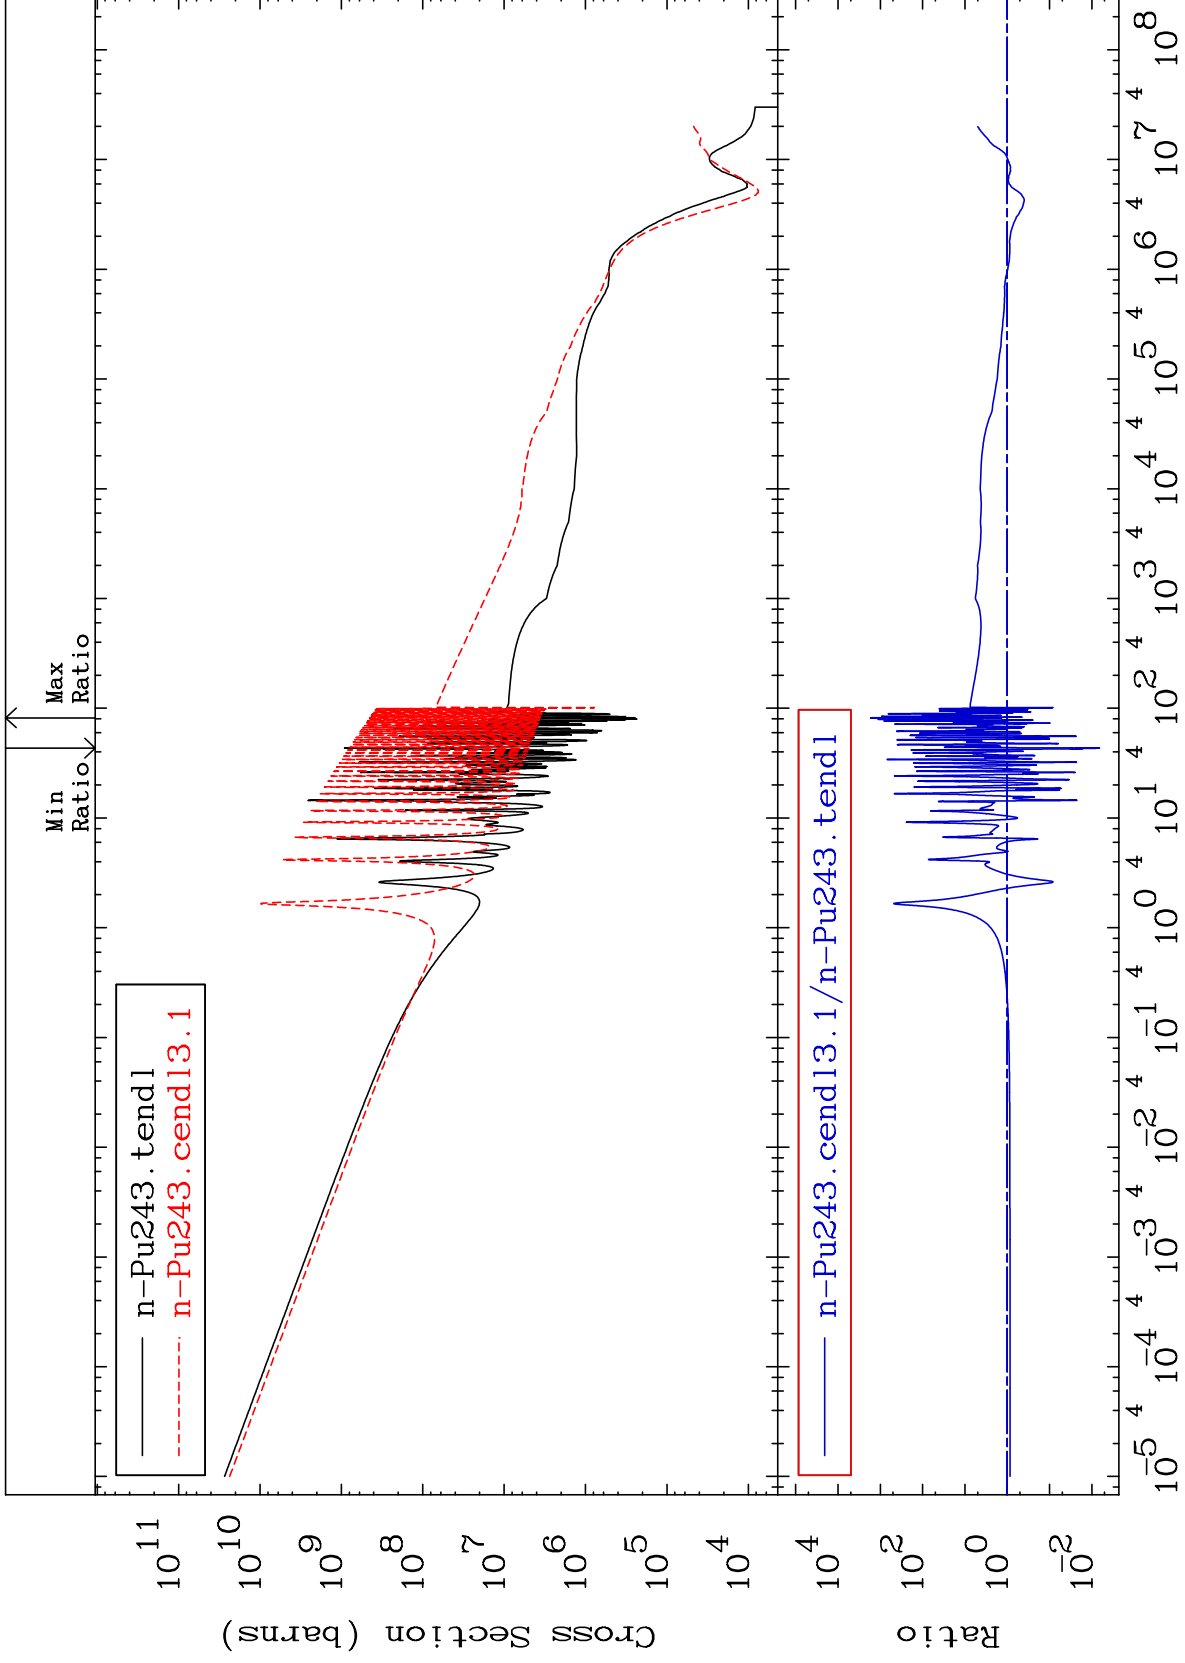 Min
Ratio
Max
Ratio
n-Pu243.tendl
n-Pu243.cendl3.1
10^11
10^10
10^9
10^8
10^7
10^6
10^5
10^4
Cross Section (barns)
n-Pu243.cendl3.1/n-Pu243.tendl
10^4
10^2
10^0
10^-2
Ratio
10^-5 4 10^-4 4 10^-3 4 10^-2 4 10^-1 4 10^0 4 10^1 4 10^2 4 10^3 4 10^4 4 10^5 4 10^6 4 10^7 4 10^8